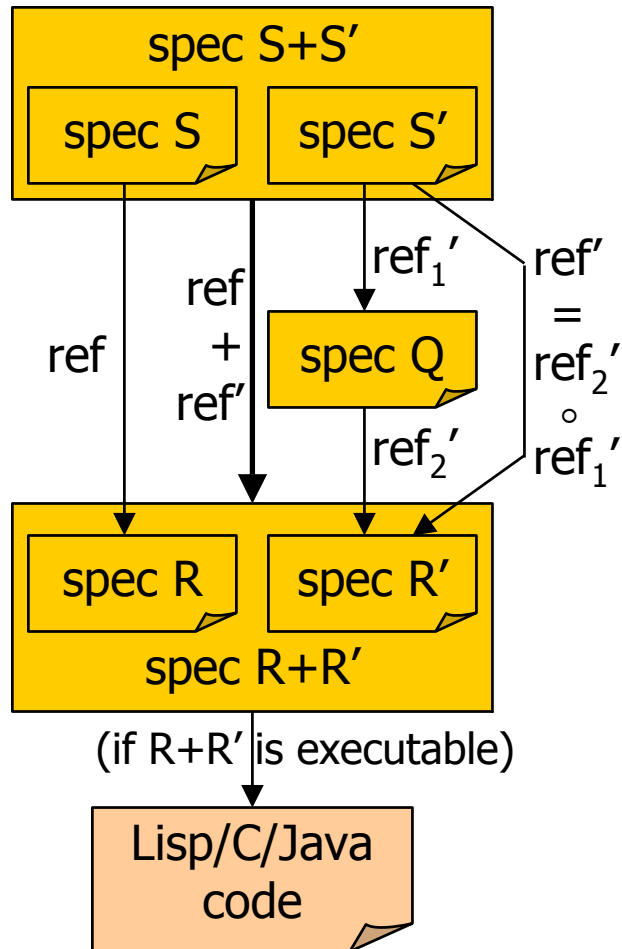 spec S+S′
spec S
spec S′
ref
ref
+
ref′
ref₁′
spec Q
ref₂′
ref′
=
ref₂′
∘
ref₁′
spec R
spec R′
spec R+R′
(if R+R′ is executable)
Lisp/C/Java
code